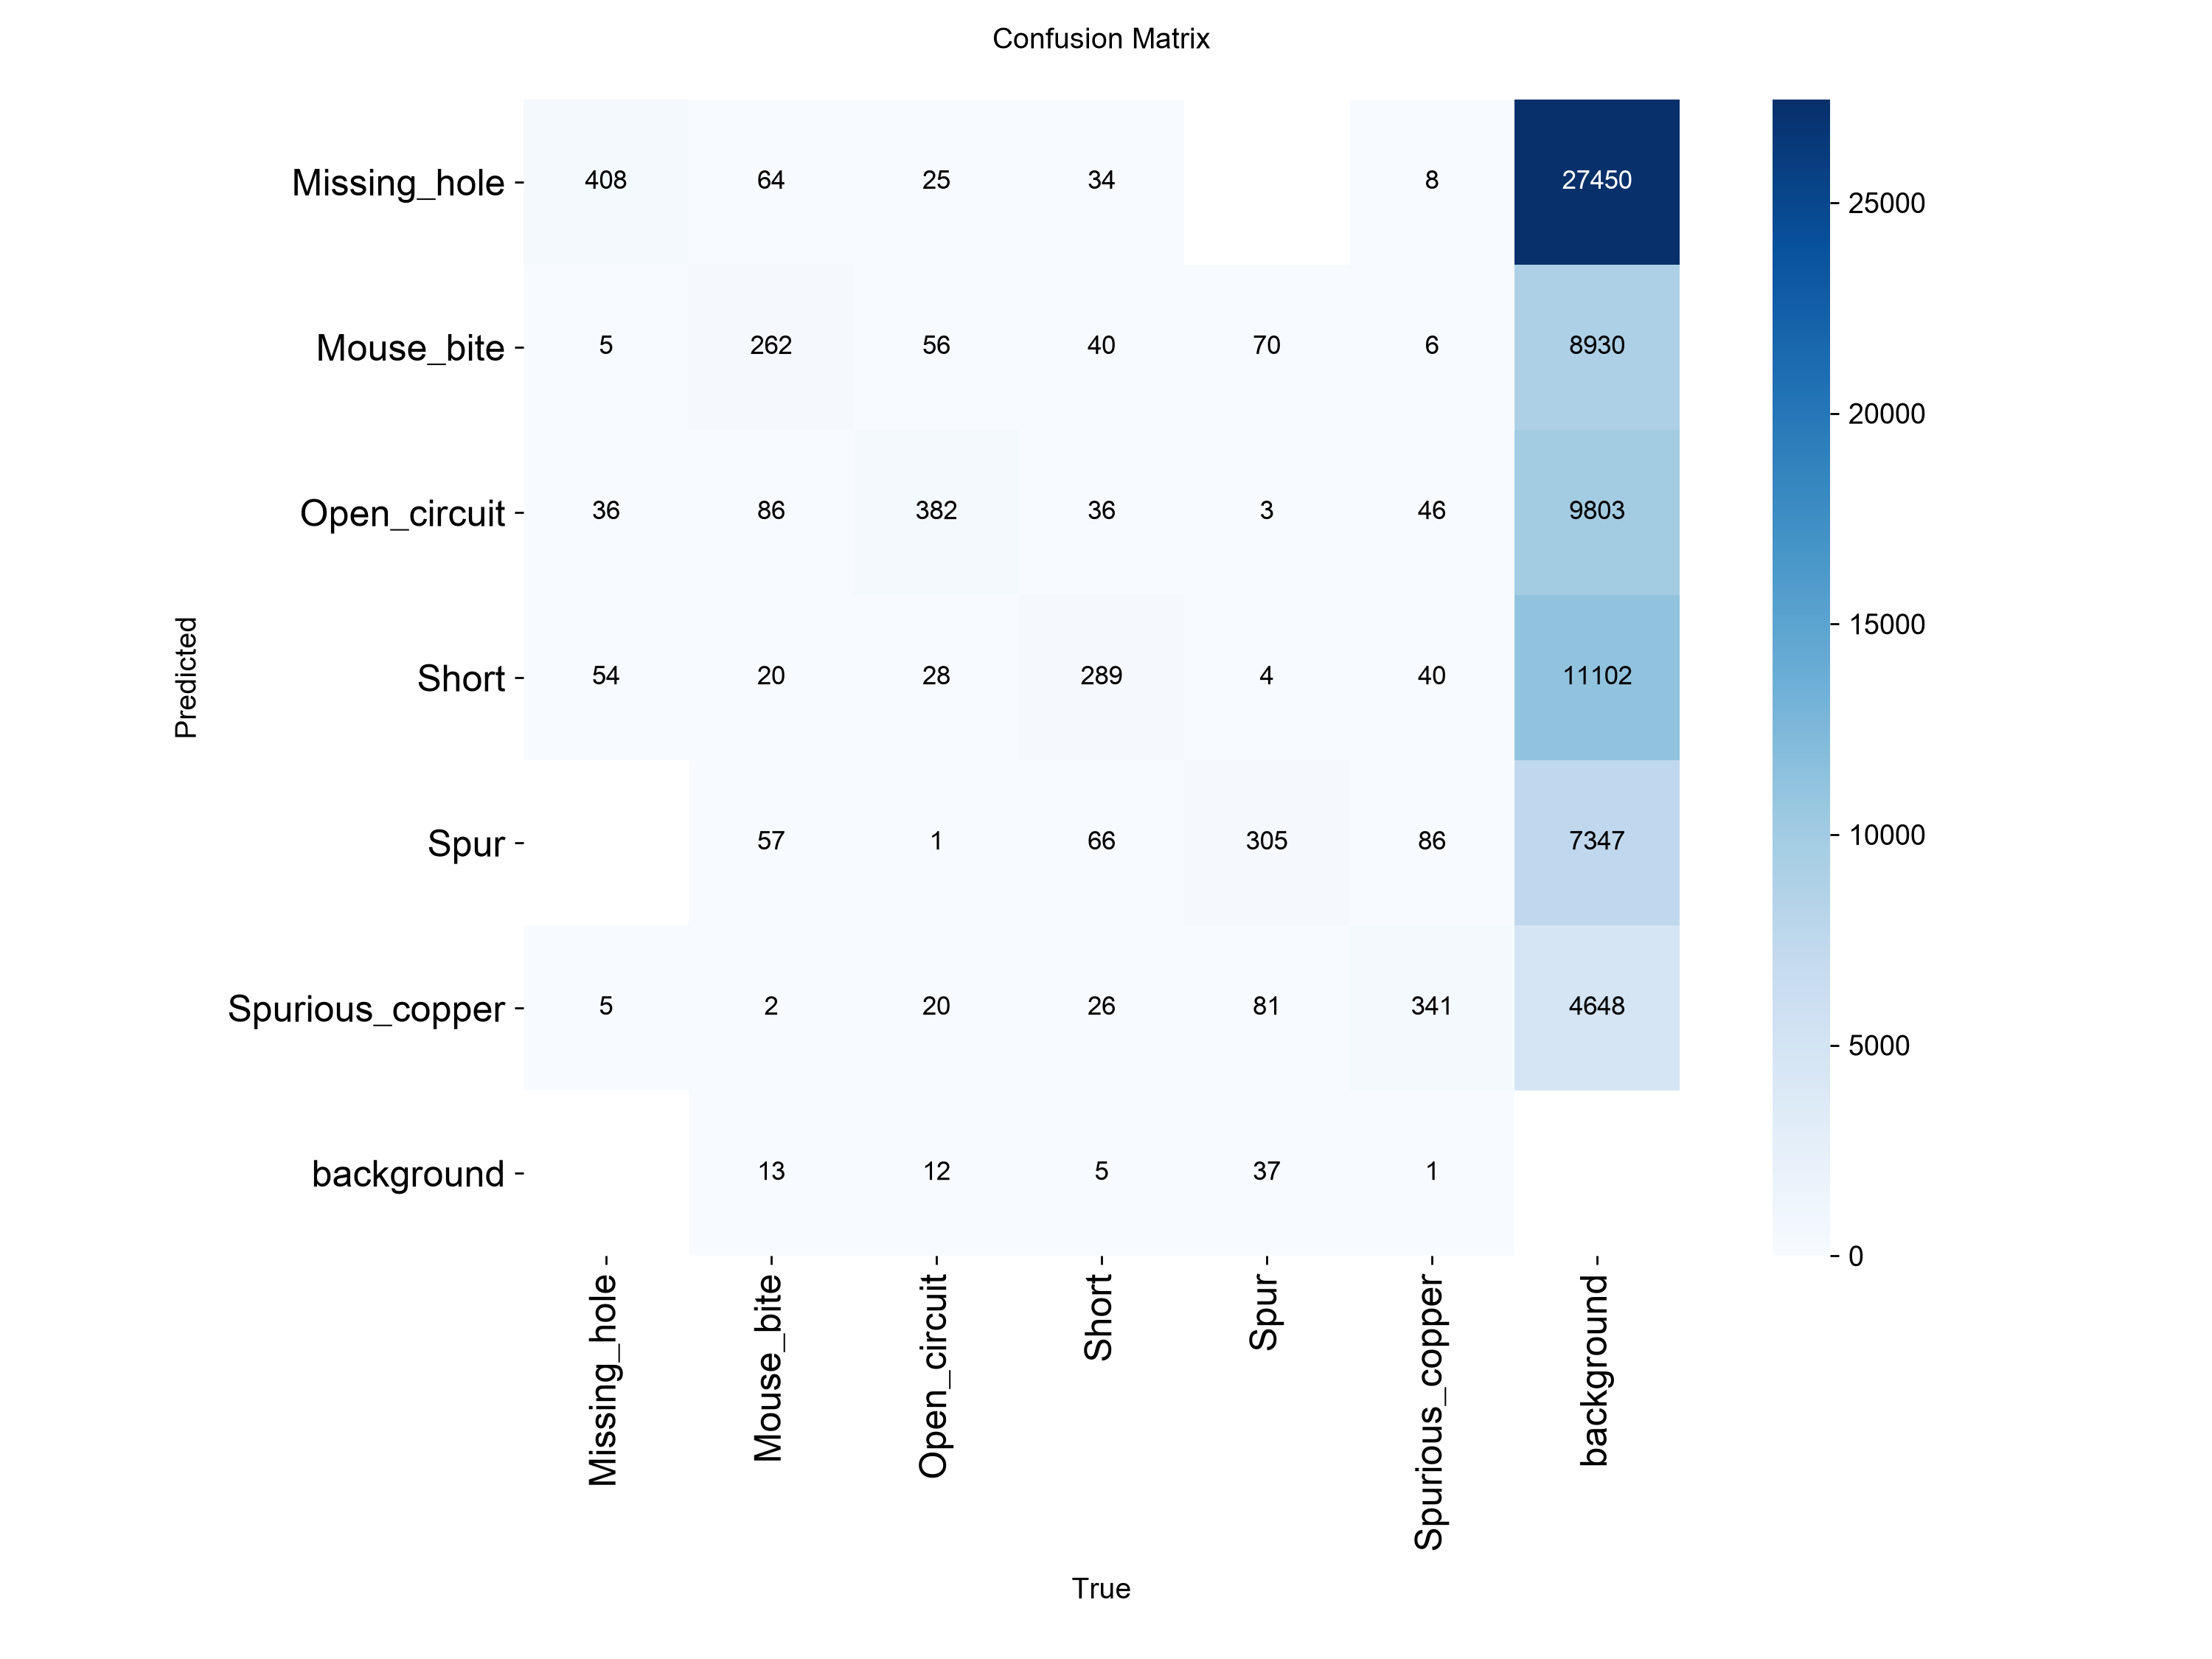 Confusion Matrix
Missing_hole 408 64 25 34 8 27450
25000
Mouse_bite 5 262 56 40 70 6 8930
20000
Open_circuit 36 86 382 36 3 46 9803
15000
Predicted
Short 54 20 28 289 4 40 11102
10000
Spur 57 1 66 305 86 7347
Spurious_copper 5 2 20 26 81 341 4648
5000
background 13 12 5 37 1
0
Missing_hole Mouse_bite Open_circuit Short Spur Spurious_copper background
True